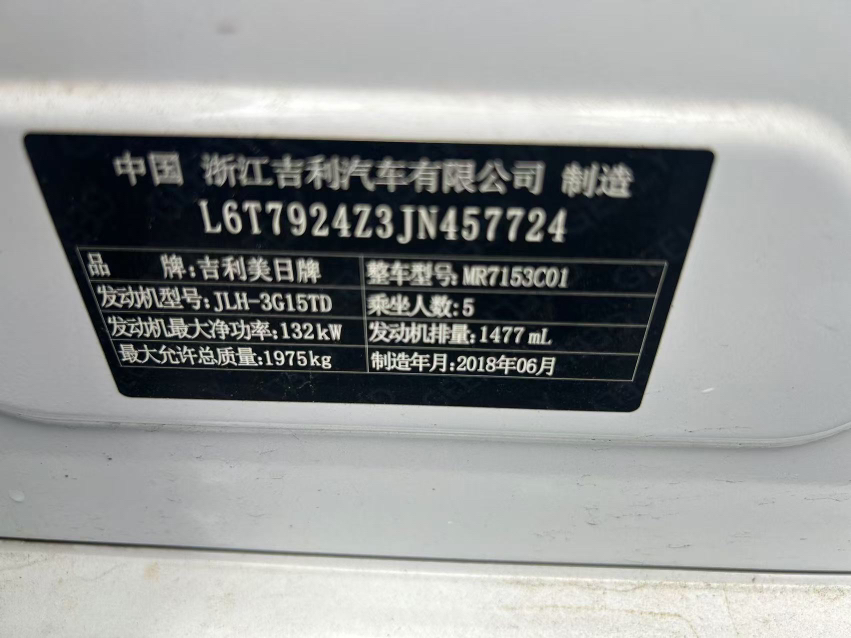 中国 浙江吉利汽车有限公司 制造
L6T7924Z3JN457724
品 牌:吉利美日牌 整车型号:MR7153C01
发动机型号:JLH-3G15TD 乘坐人数:5
发动机最大净功率:132kW 发动机排量:1477mL
最大允许总质量:1975kg 制造年月:2018年06月